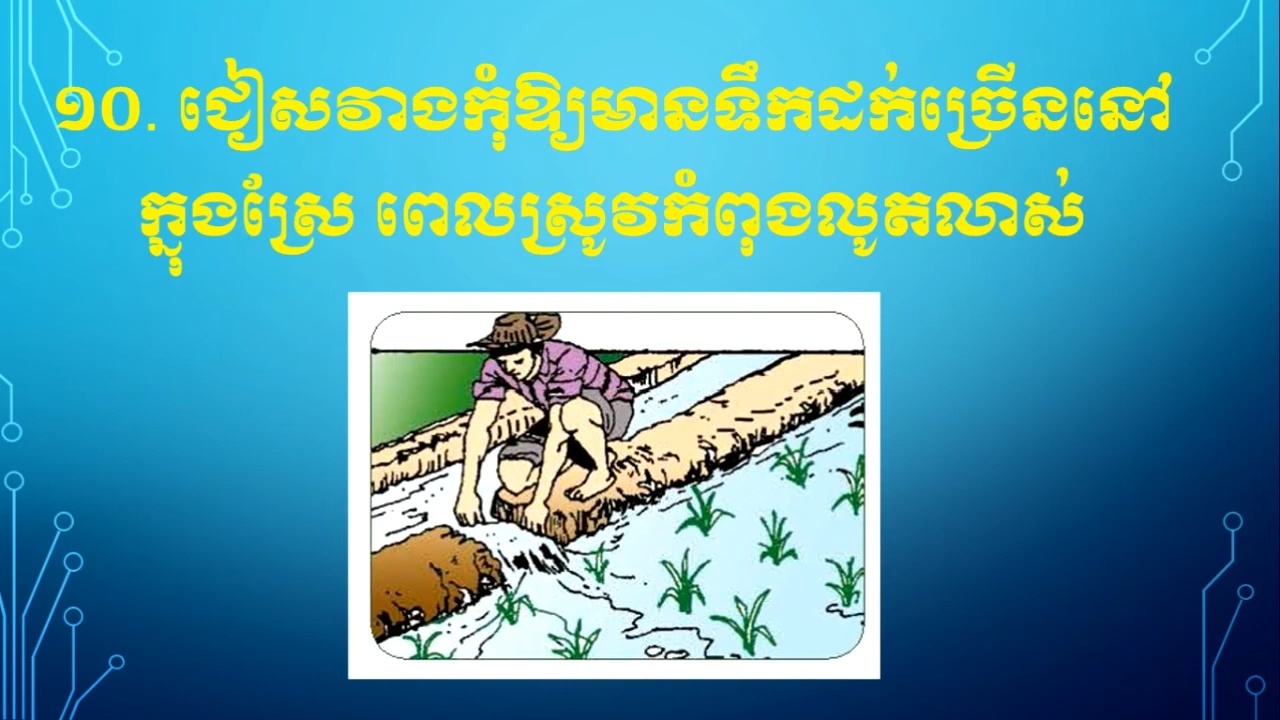 ១០. ជៀសវាងកុំឱ្យមានទឹកដក់ច្រើននៅ
ក្នុងស្រែ ពេលស្រូវកំពុងលូតលាស់